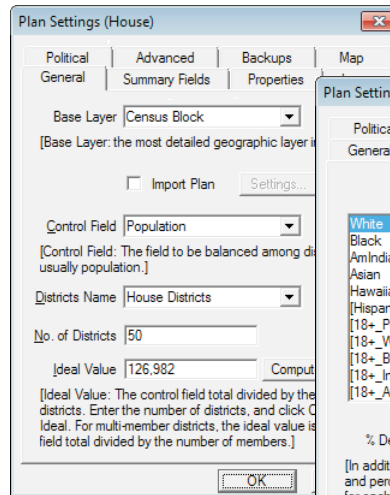 Plan Settings (House)
Political Advanced Backups Map
General Summary Fields Properties
Base Layer Census Block
[Base Layer: the most detailed geographic layer i
Import Plan Settings...
Control Field Population
[Control Field: The field to be balanced among di
usually population.]
Districts Name House Districts
No. of Districts 50
Ideal Value 126,982 Comput
[Ideal Value: The control field total divided by the
districts. Enter the number of districts, and click C
Ideal. For multi-member districts, the ideal value is
field total divided by the number of members.]
OK
Plan Settin
Politica
Genera
White
Black
AmIndia
Asian
Hawaiia
[Hispan
[18+_P
[18+_W
[18+_B
[18+_In
[18+_A
% De
[In addit
and per